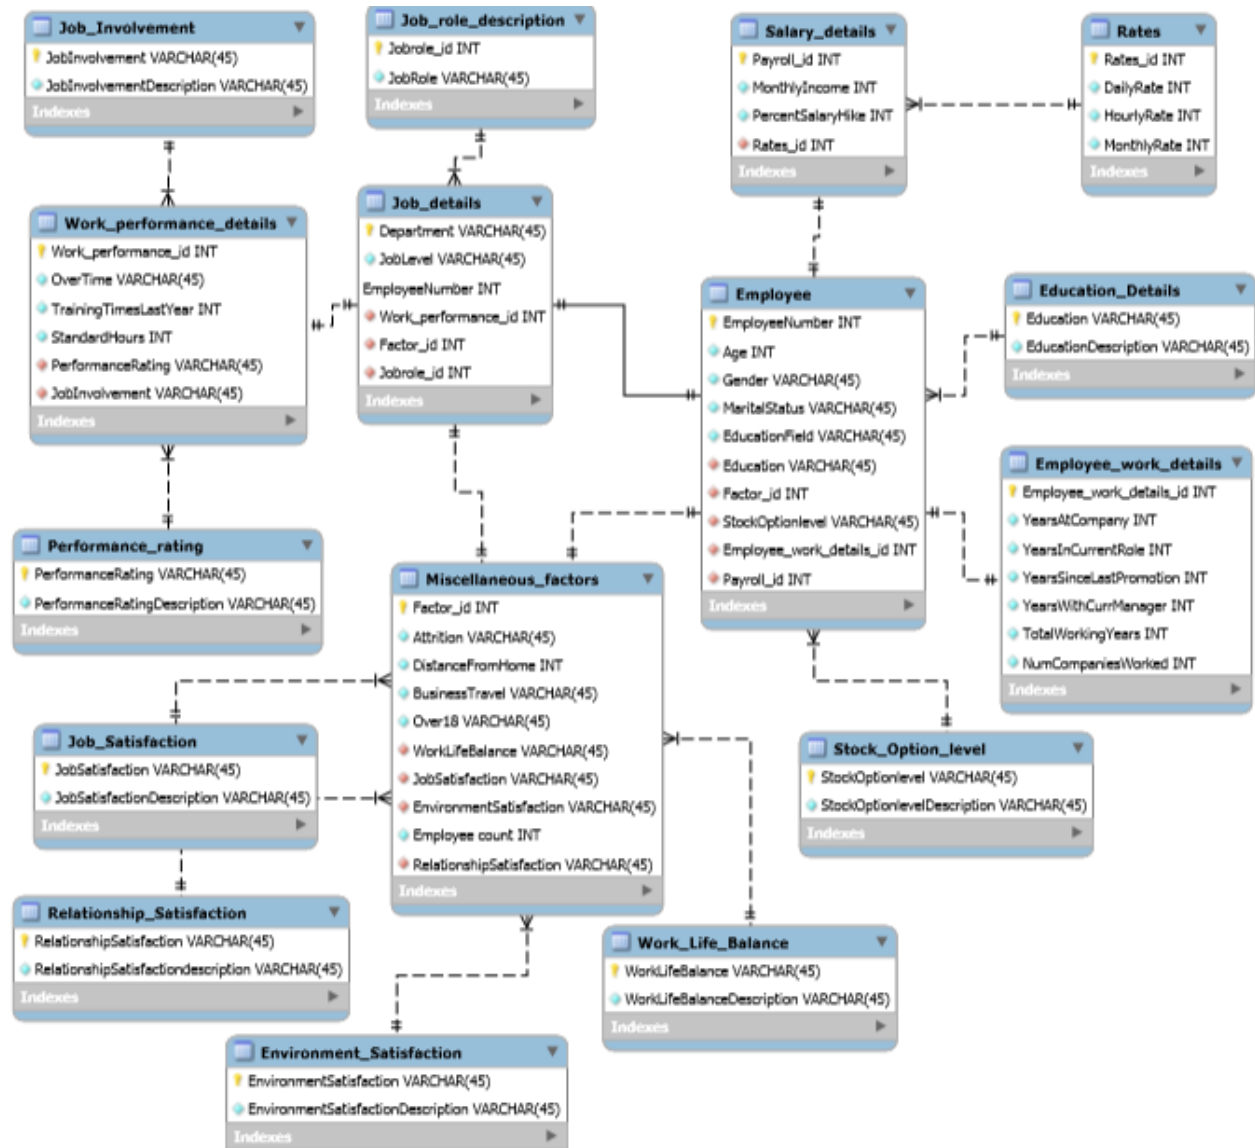 Job_Involvement
JobInvolvement VARCHAR(45)
JobInvolvementDescription VARCHAR(45)
Indexes
Job_role_description
Jobrole_id INT
JobRole VARCHAR(45)
Indexes
Salary_details
Payroll_id INT
MonthlyIncome INT
PercentSalaryHike INT
Rates_id INT
Indexes
Rates
Rates_id INT
DailyRate INT
HourlyRate INT
MonthlyRate INT
Indexes
Work_performance_details
Work_performance_id INT
OverTime VARCHAR(45)
TrainingTimesLastYear INT
StandardHours INT
PerformanceRating VARCHAR(45)
JobInvolvement VARCHAR(45)
Indexes
Job_details
Department VARCHAR(45)
JobLevel VARCHAR(45)
EmployeeNumber INT
Work_performance_id INT
Factor_id INT
Jobrole_id INT
Indexes
Employee
EmployeeNumber INT
Age INT
Gender VARCHAR(45)
MaritalStatus VARCHAR(45)
EducationField VARCHAR(45)
Education VARCHAR(45)
Factor_id INT
StockOptionlevel VARCHAR(45)
Employee_work_details_id INT
Payroll_id INT
Indexes
Education_Details
Education VARCHAR(45)
EducationDescription VARCHAR(45)
Indexes
Employee_work_details
Employee_work_details_id INT
YearsAtCompany INT
YearsInCurrentRole INT
YearsSinceLastPromotion INT
YearsWithCurrManager INT
TotalWorkingYears INT
NumCompaniesWorked INT
Indexes
Performance_rating
PerformanceRating VARCHAR(45)
PerformanceRatingDescription VARCHAR(45)
Indexes
Miscellaneous_factors
Factor_id INT
Attrition VARCHAR(45)
DistanceFromHome INT
BusinessTravel VARCHAR(45)
Over18 VARCHAR(45)
WorkLifeBalance VARCHAR(45)
JobSatisfaction VARCHAR(45)
EnvironmentSatisfaction VARCHAR(45)
Employee count INT
RelationshipSatisfaction VARCHAR(45)
Indexes
Job_Satisfaction
JobSatisfaction VARCHAR(45)
JobSatisfactionDescription VARCHAR(45)
Indexes
Stock_Option_level
StockOptionlevel VARCHAR(45)
StockOptionlevelDescription VARCHAR(45)
Indexes
Relationship_Satisfaction
RelationshipSatisfaction VARCHAR(45)
RelationshipSatisfactiondescription VARCHAR(45)
Indexes
Work_Life_Balance
WorkLifeBalance VARCHAR(45)
WorkLifeBalanceDescription VARCHAR(45)
Indexes
Environment_Satisfaction
EnvironmentSatisfaction VARCHAR(45)
EnvironmentSatisfactionDescription VARCHAR(45)
Indexes